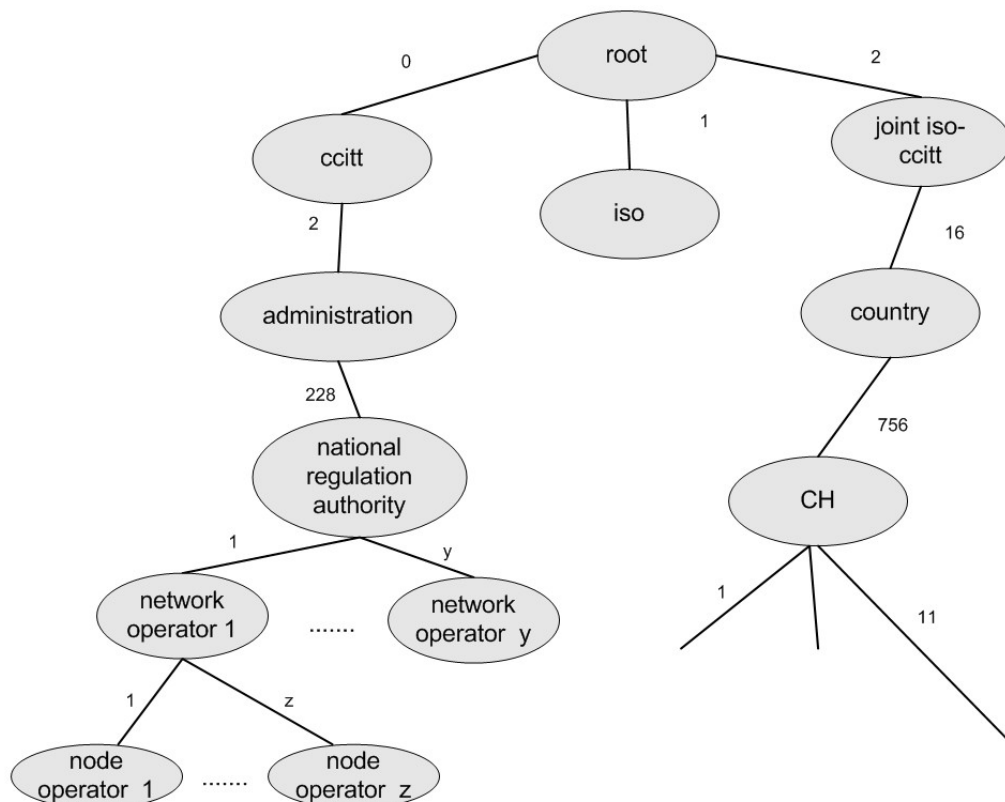 root
0
2
1
ccitt
joint iso-
ccitt
iso
2
16
administration
country
228
756
national
regulation
authority
CH
1
y
1
11
network
operator 1
.......
network
operator y
1
z
node
operator 1
.......
node
operator z